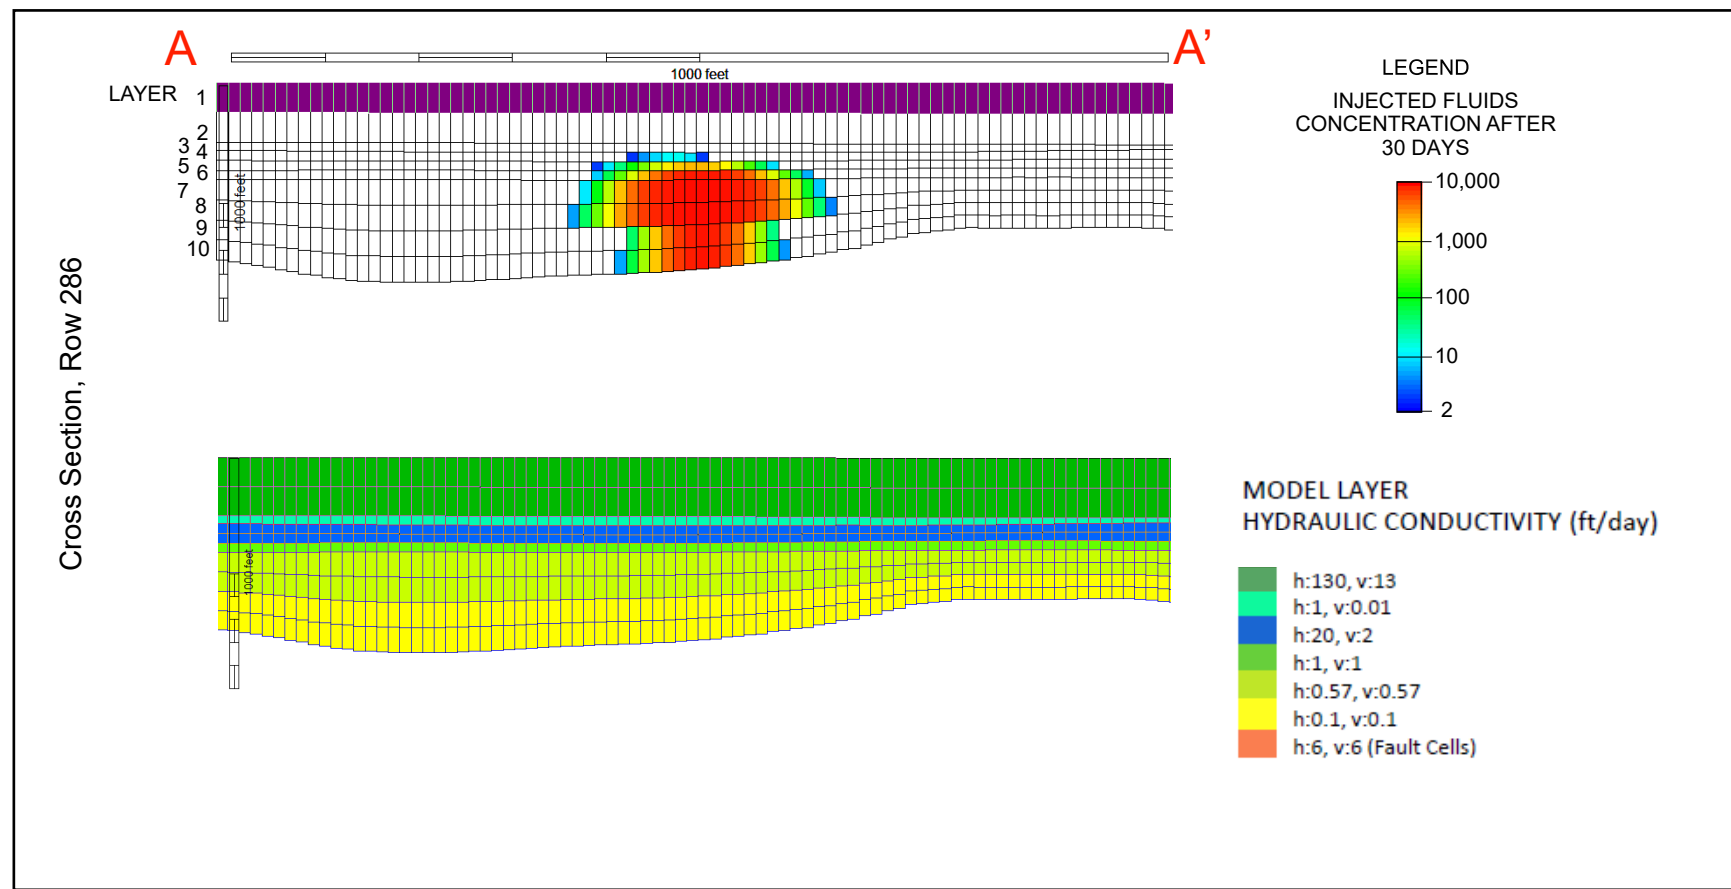 A
A’
1000 feet
LAYER 1
2
3 4
5 6
7
8
9
10
1000 feet
Cross Section, Row 286
LEGEND
INJECTED FLUIDS
CONCENTRATION AFTER
30 DAYS
10,000
1,000
100
10
2
1000 feet
MODEL LAYER
HYDRAULIC CONDUCTIVITY (ft/day)
h:130, v:13
h:1, v:0.01
h:20, v:2
h:1, v:1
h:0.57, v:0.57
h:0.1, v:0.1
h:6, v:6 (Fault Cells)